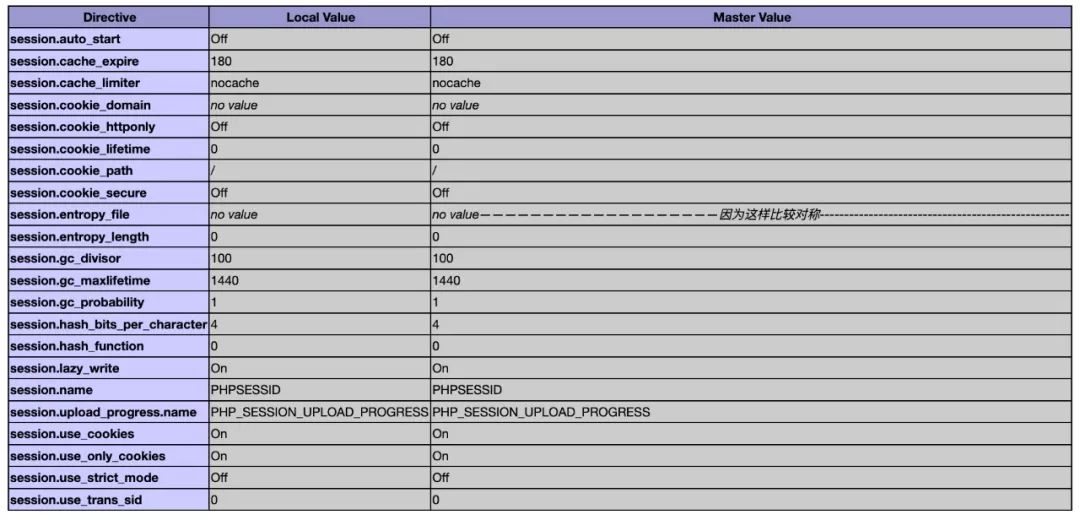 Directive Local Value Master Value
session.auto_start Off Off
session.cache_expire 180 180
session.cache_limiter nocache nocache
session.cookie_domain no value no value
session.cookie_httponly Off Off
session.cookie_lifetime 0 0
session.cookie_path / /
session.cookie_secure Off Off
session.entropy_file no value no value——————————————————因为这样比较对称--------------------------------------------------
session.entropy_length 0 0
session.gc_divisor 100 100
session.gc_maxlifetime 1440 1440
session.gc_probability 1 1
session.hash_bits_per_character 4 4
session.hash_function 0 0
session.lazy_write On On
session.name PHPSESSID PHPSESSID
session.upload_progress.name PHP_SESSION_UPLOAD_PROGRESS PHP_SESSION_UPLOAD_PROGRESS
session.use_cookies On On
session.use_only_cookies On On
session.use_strict_mode Off Off
session.use_trans_sid 0 0